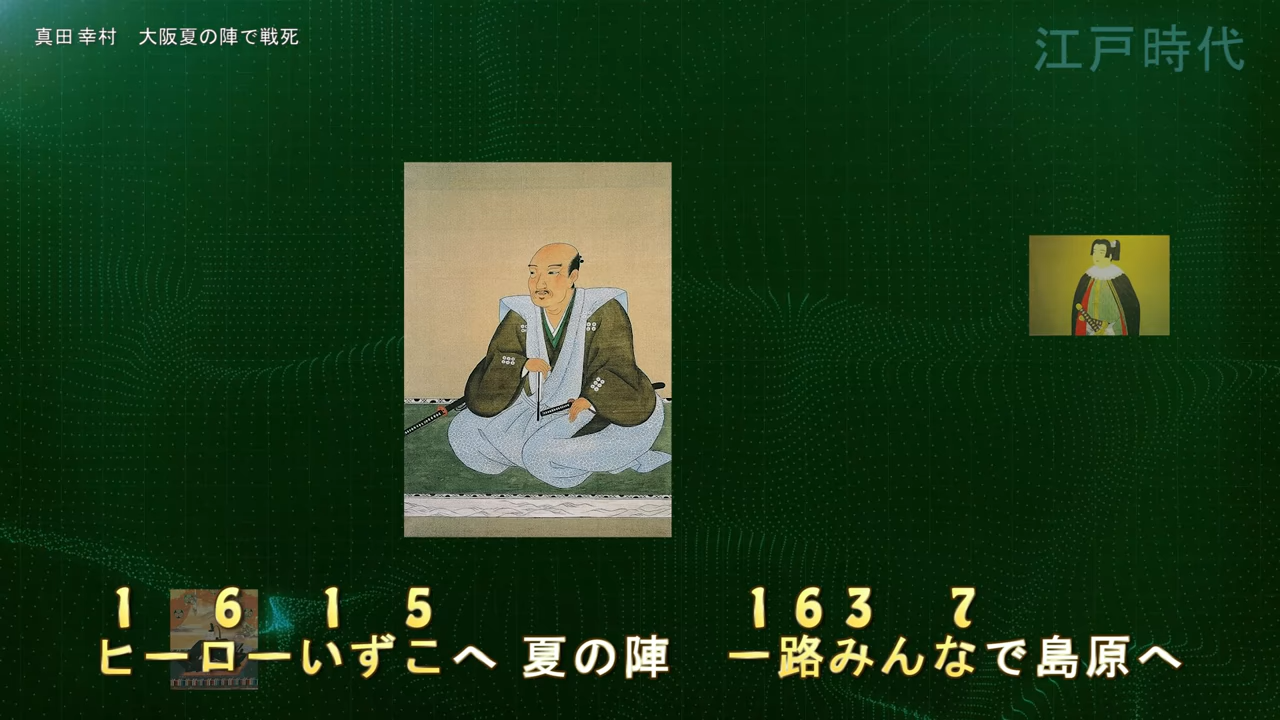 真田幸村　大阪夏の陣で戦死
江戸時代
1 6 1 5　1 6 3 7
ヒーローいずこへ 夏の陣　一路みんなで島原へ